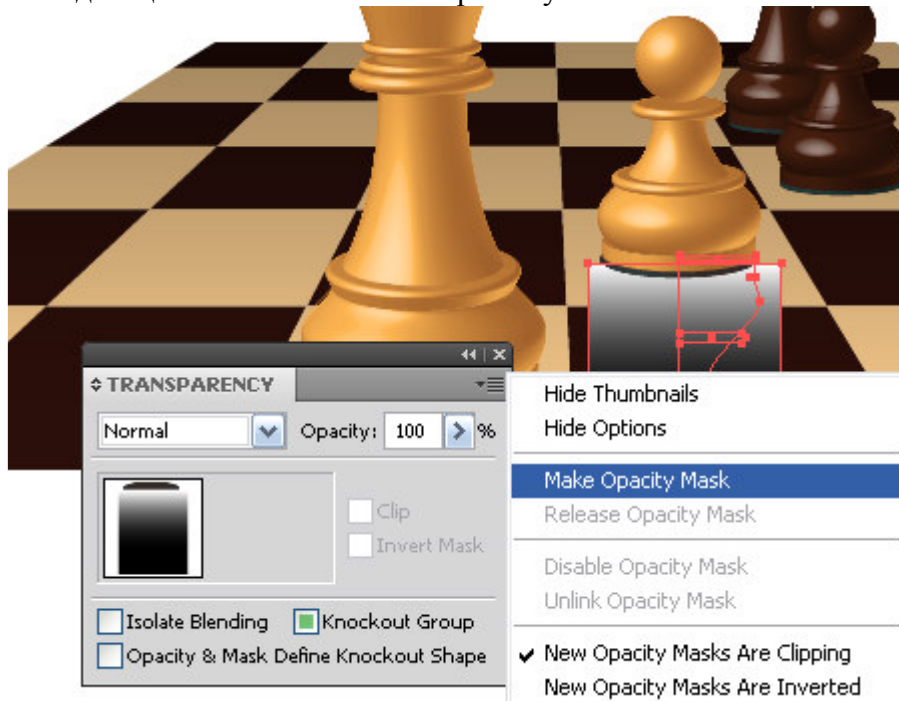 TRANSPARENCY
Normal
Opacity: 100 %
Clip
Invert Mask
Isolate Blending
Knockout Group
Opacity & Mask Define Knockout Shape
Hide Thumbnails
Hide Options
Make Opacity Mask
Release Opacity Mask
Disable Opacity Mask
Unlink Opacity Mask
New Opacity Masks Are Clipping
New Opacity Masks Are Inverted